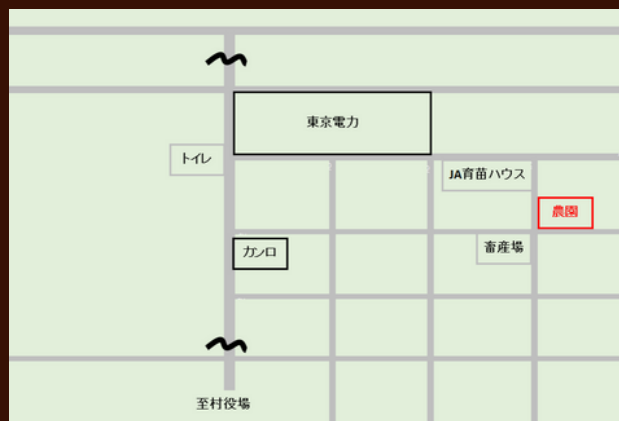 東京電力
トイレ
JA育苗ハウス
農園
カンロ
畜産場
至村役場